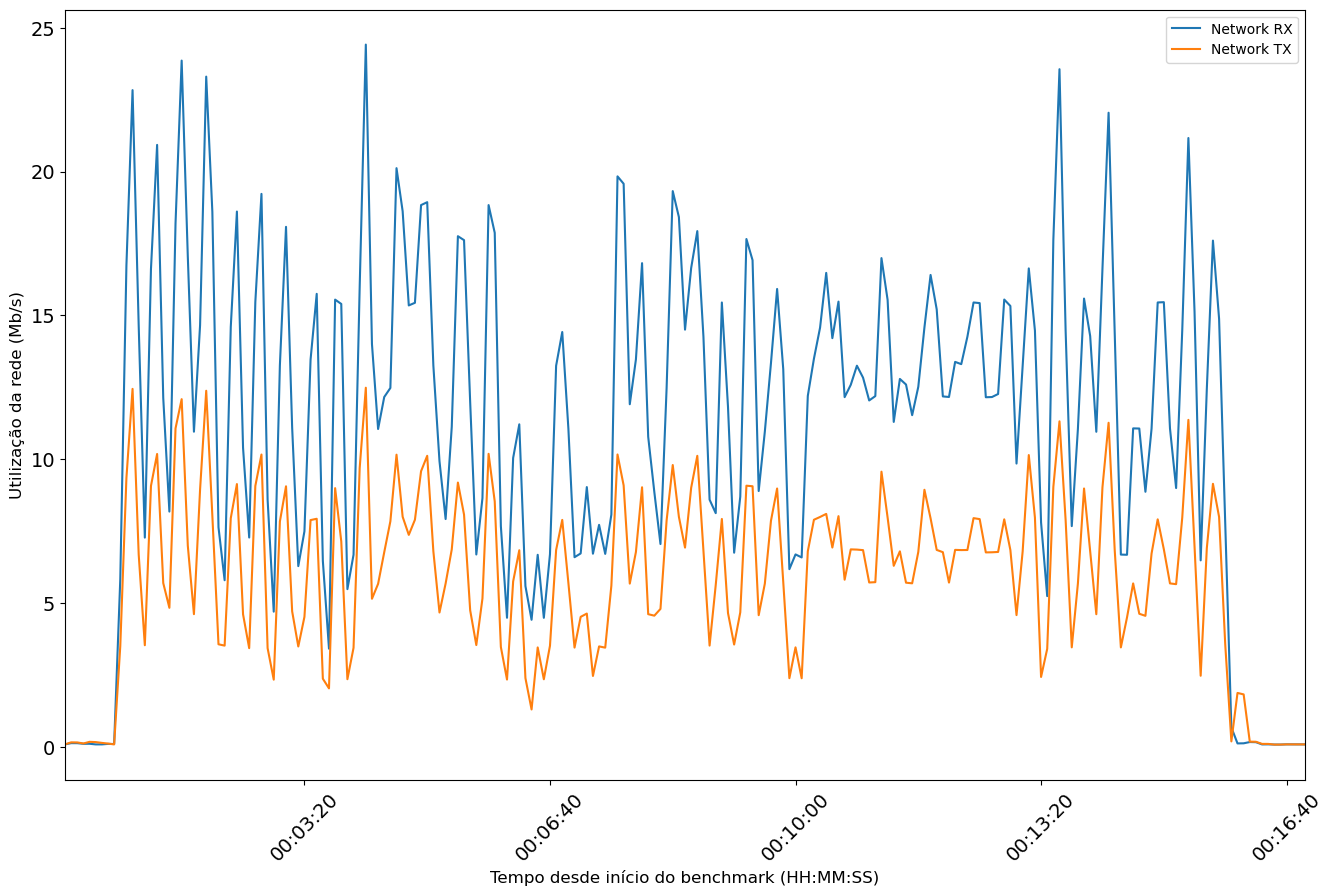 25
20
15
10
5
0
Utilização da rede (Mb/s)
Network RX
Network TX
00:03:20
00:06:40
00:10:00
00:13:20
00:16:40
Tempo desde início do benchmark (HH:MM:SS)